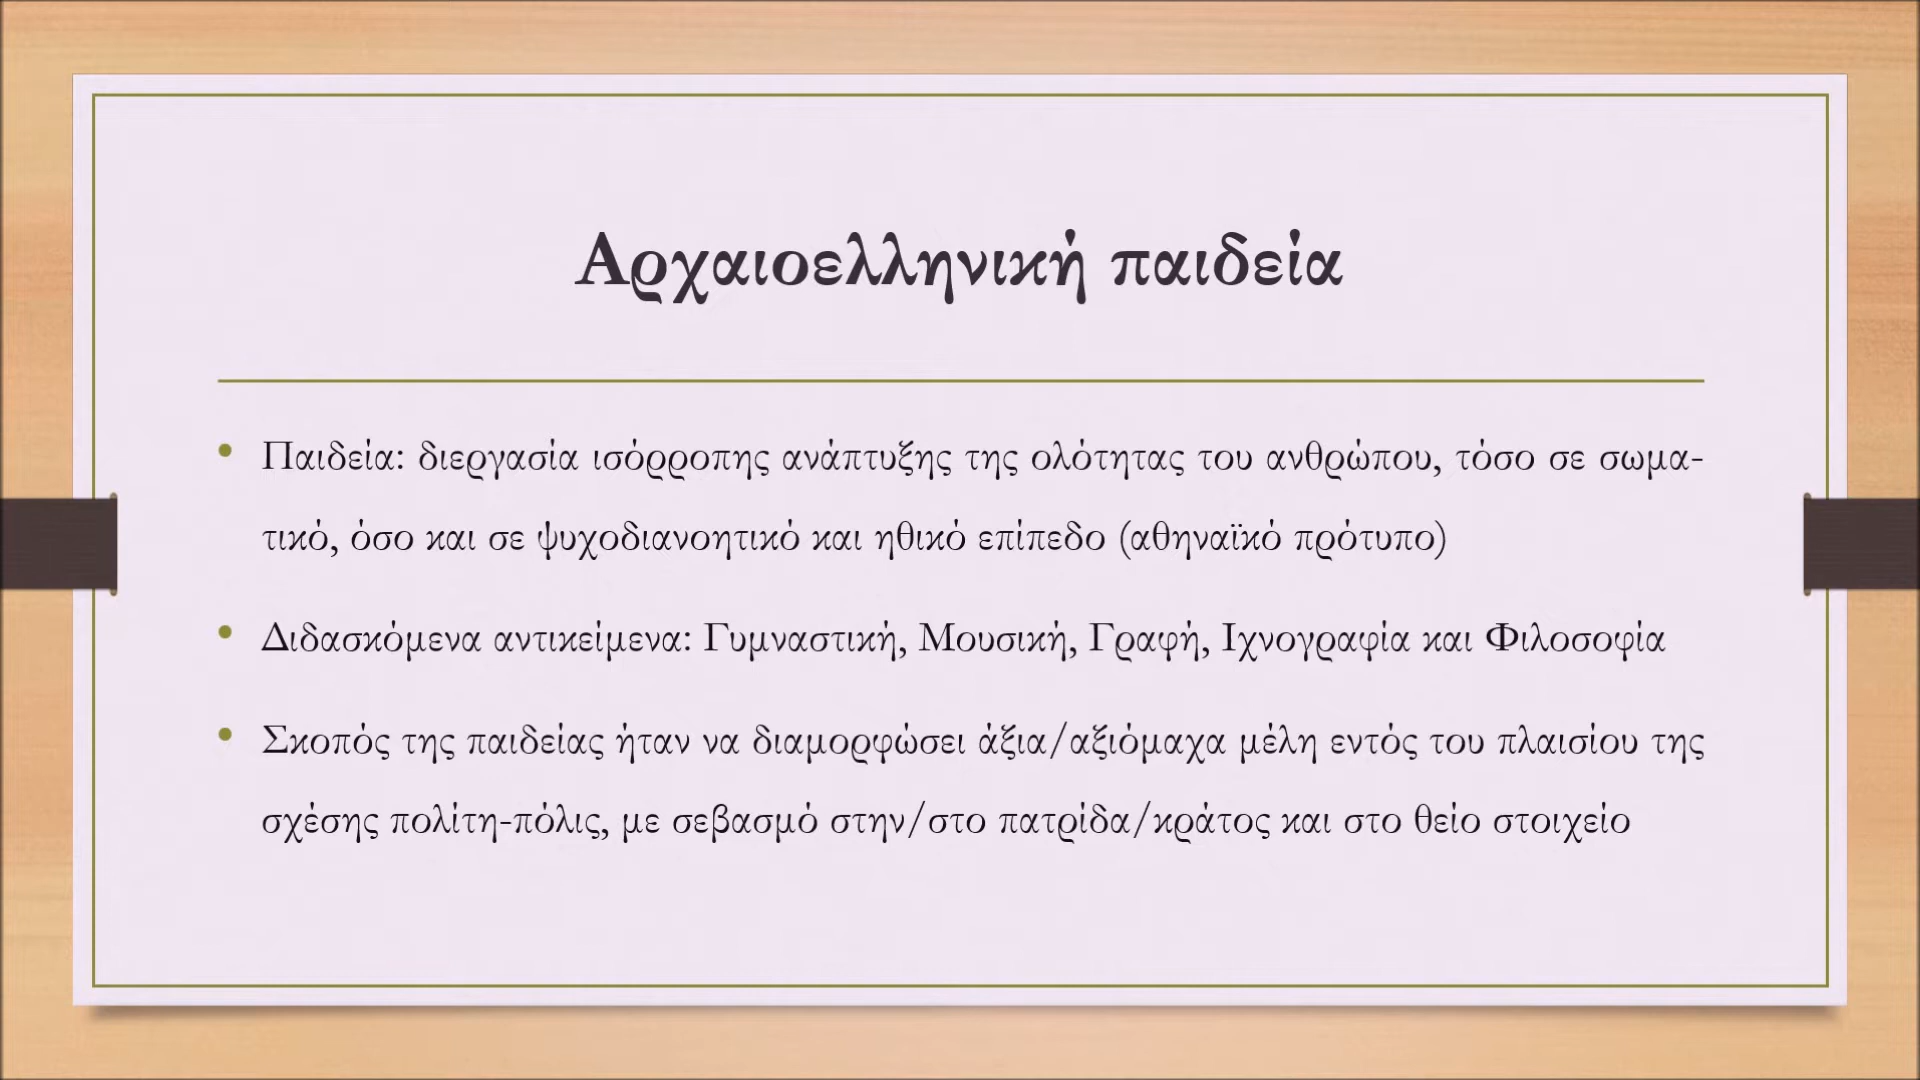 Αρχαιοελληνική παιδεία
• Παιδεία: διεργασία ισόρροπης ανάπτυξης της ολότητας του ανθρώπου, τόσο σε σωμα-
τικό, όσο και σε ψυχοδιανοητικό και ηθικό επίπεδο (αθηναϊκό πρότυπο)
• Διδασκόμενα αντικείμενα: Γυμναστική, Μουσική, Γραφή, Ιχνογραφία και Φιλοσοφία
• Σκοπός της παιδείας ήταν να διαμορφώσει άξια/αξιόμαχα μέλη εντός του πλαισίου της
σχέσης πολίτη-πόλις, με σεβασμό στην/στο πατρίδα/κράτος και στο θείο στοιχείο